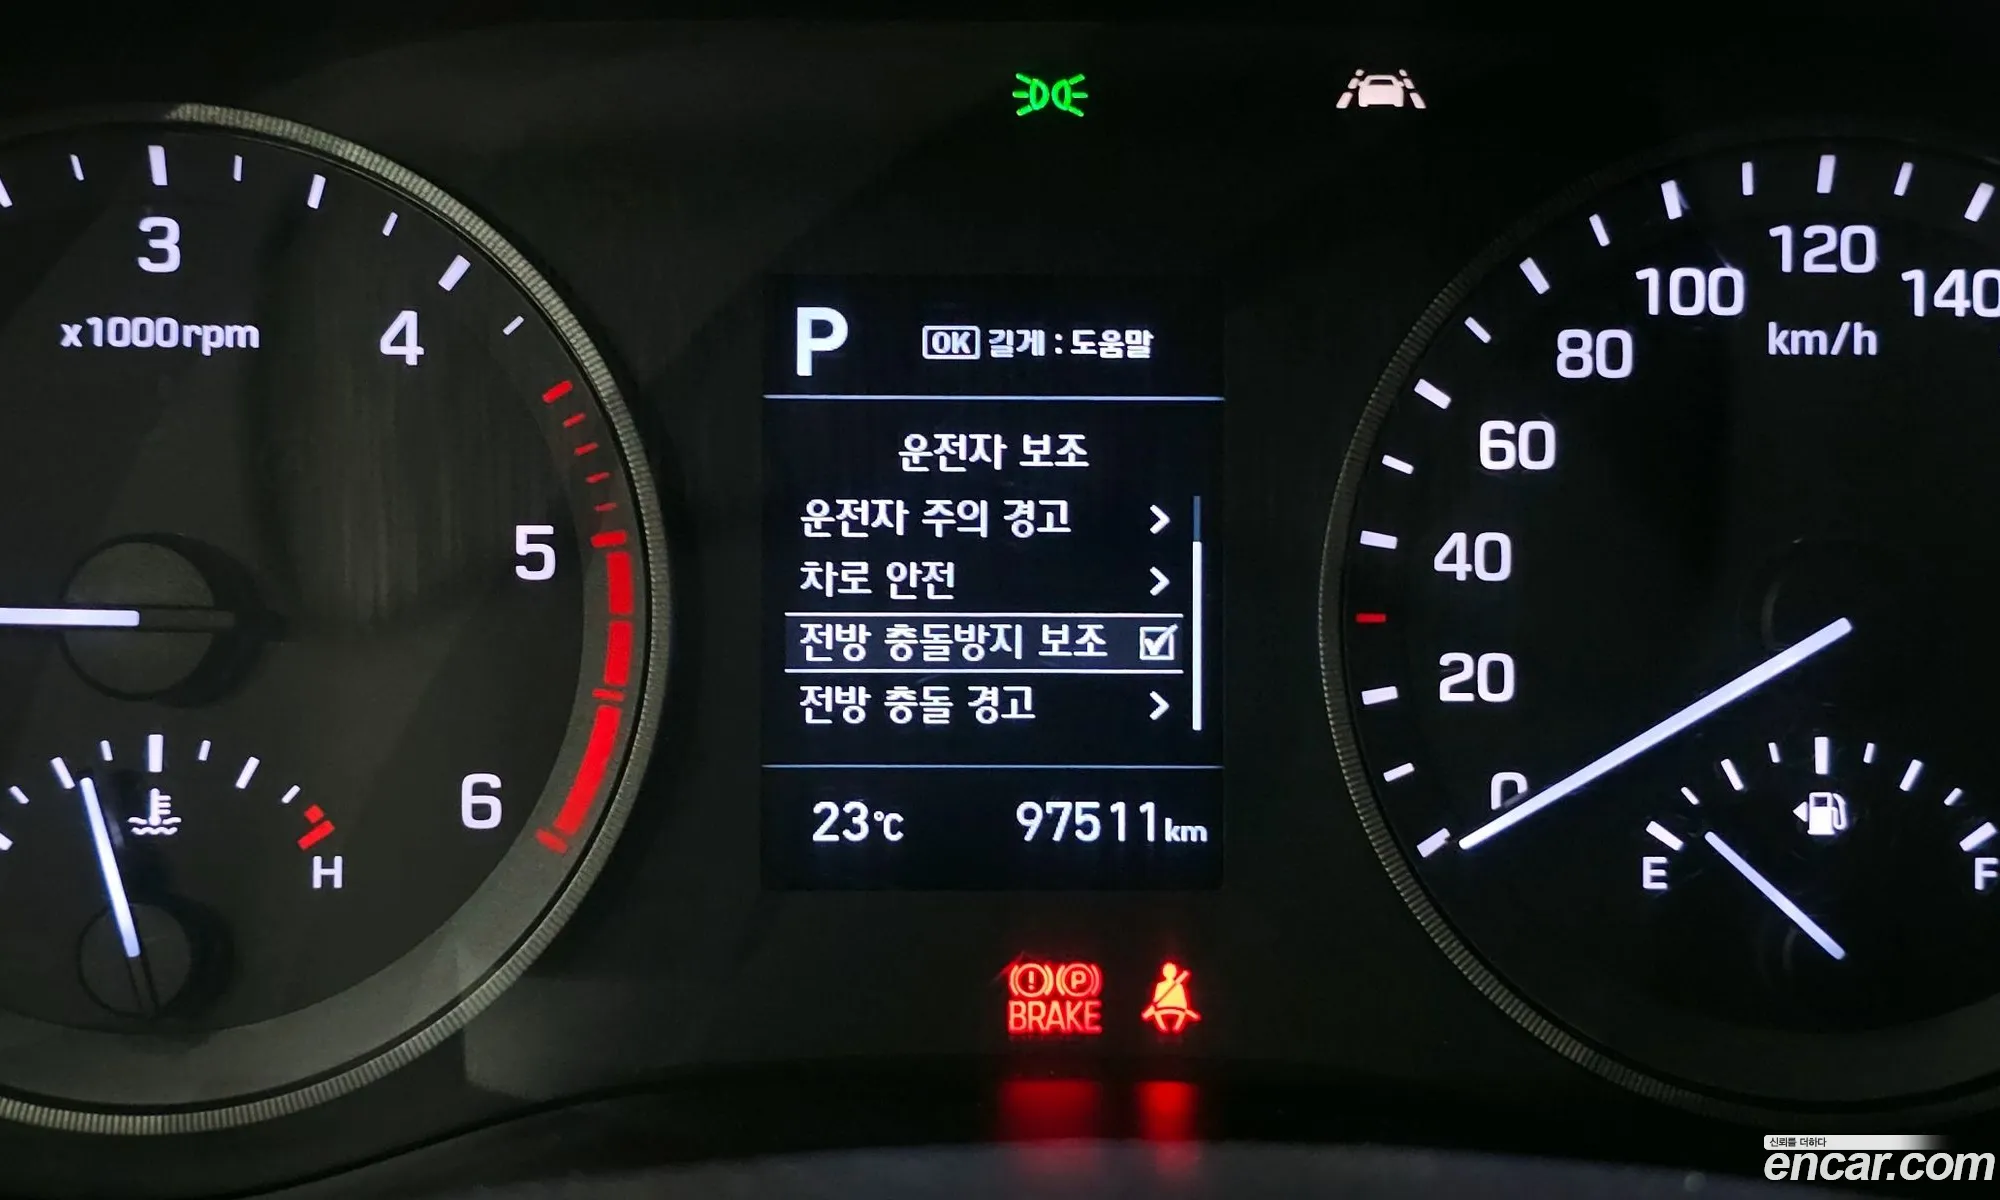 3
x1000rpm
4
5
6
H
P
OK 길게 : 도움말
운전자 보조
운전자 주의 경고
차로 안전
전방 충돌방지 보조
전방 충돌 경고
23℃
97511km
BRAKE
120
100
140
km/h
80
60
40
20
0
E
F
신뢰를 더하다
encar.com